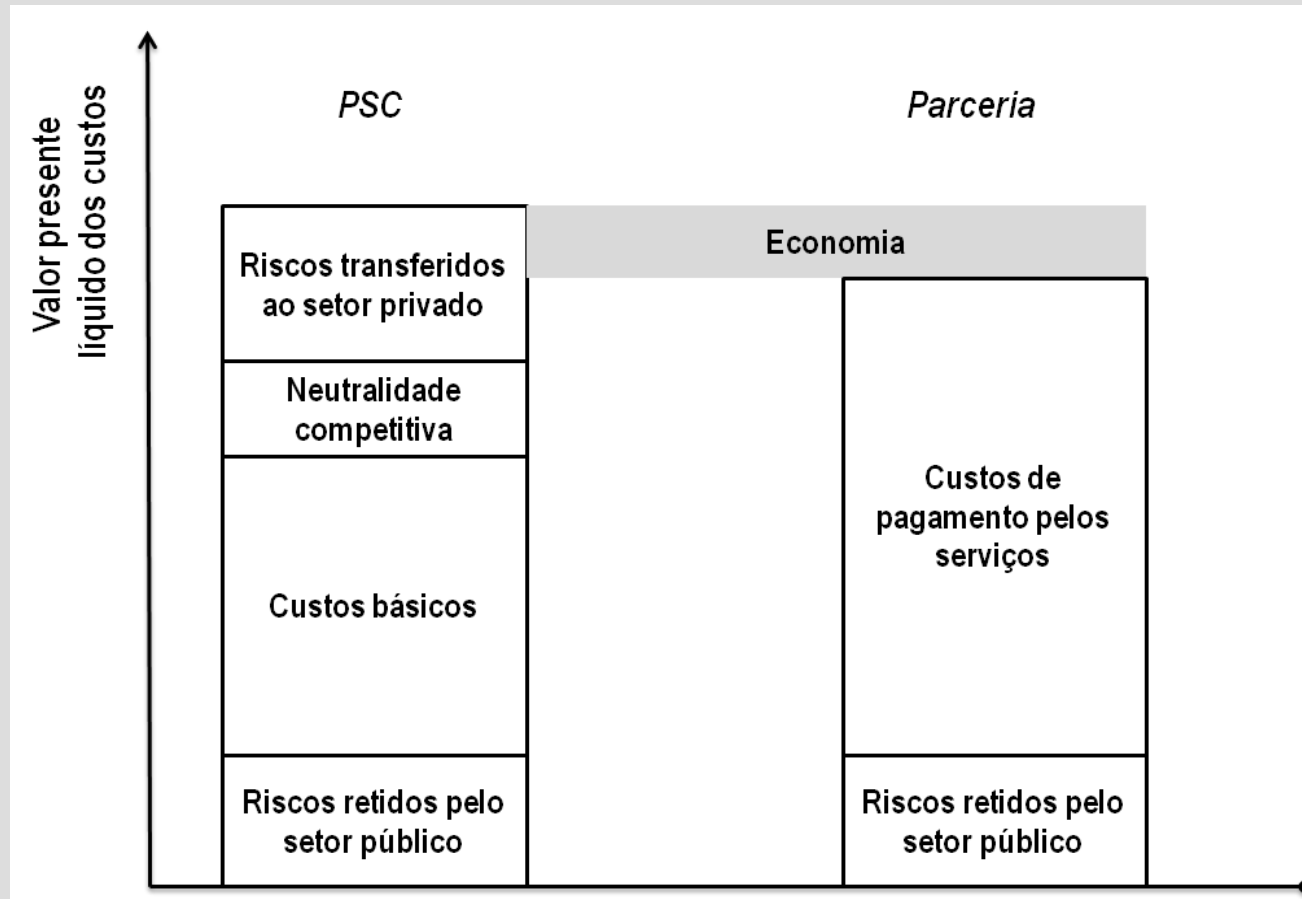 Valor presente
líquido dos custos
PSC
Parceria
Riscos transferidos
ao setor privado
Economia
Neutralidade
competitiva
Custos básicos
Custos de
pagamento pelos
serviços
Riscos retidos pelo
setor público
Riscos retidos pelo
setor público